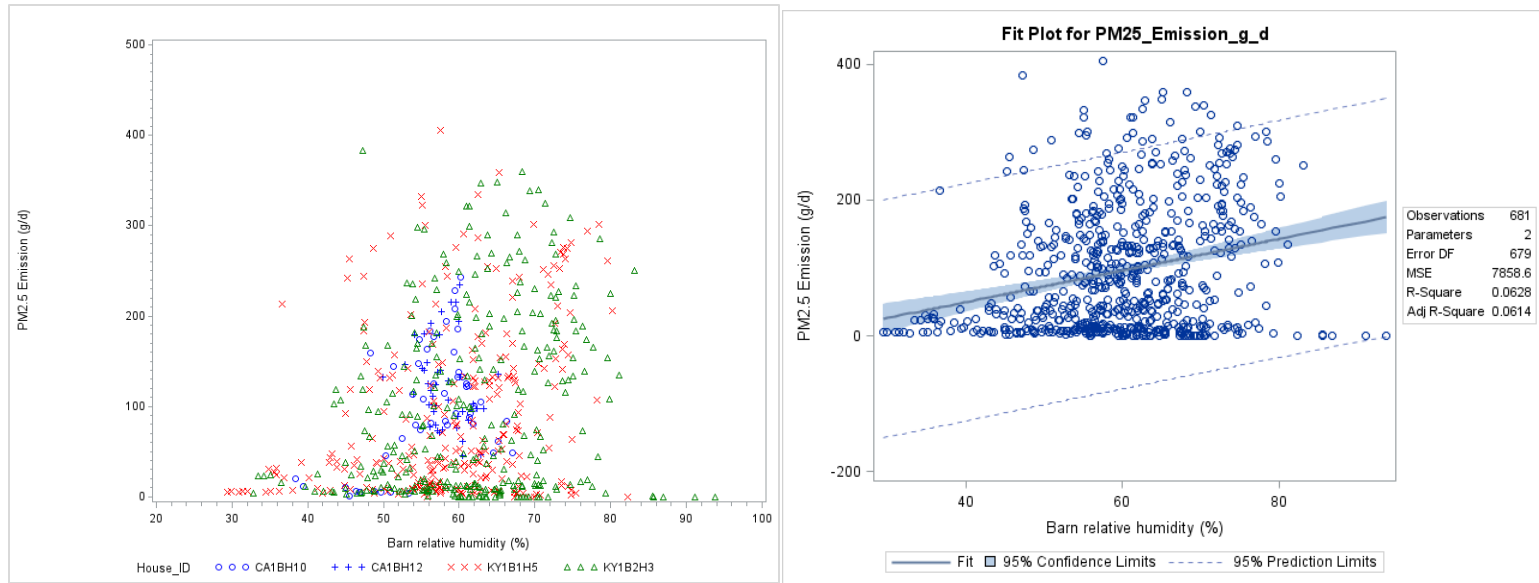 500
400
300
200
100
0
PM2.5 Emission (g/d)
20 30 40 50 60 70 80 90 100
Barn relative humidity (%)
House_ID CA1BH10 CA1BH12 KY1B1H5 KY1B2H3
Fit Plot for PM25_Emission_g_d
400
200
0
-200
PM2.5 Emission (g/d)
40 60 80
Barn relative humidity (%)
Fit 95% Confidence Limits 95% Prediction Limits
Observations 681
Parameters 2
Error DF 679
MSE 7858.6
R-Square 0.0628
Adj R-Square 0.0614